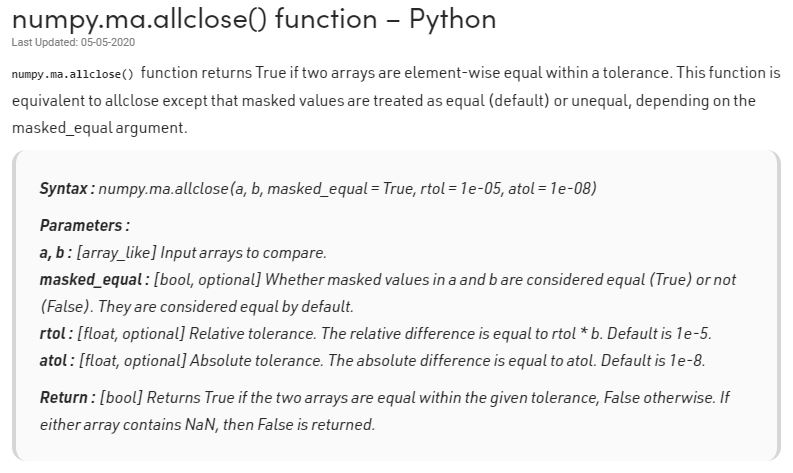 numpy.ma.allclose() function – Python
Last Updated: 05-05-2020
numpy.ma.allclose() function returns True if two arrays are element-wise equal within a tolerance. This function is
equivalent to allclose except that masked values are treated as equal (default) or unequal, depending on the
masked_equal argument.
Syntax : numpy.ma.allclose(a, b, masked_equal = True, rtol = 1e-05, atol = 1e-08)
Parameters :
a, b : [array_like] Input arrays to compare.
masked_equal : [bool, optional] Whether masked values in a and b are considered equal (True) or not
(False). They are considered equal by default.
rtol : [float, optional] Relative tolerance. The relative difference is equal to rtol * b. Default is 1e-5.
atol : [float, optional] Absolute tolerance. The absolute difference is equal to atol. Default is 1e-8.
Return : [bool] Returns True if the two arrays are equal within the given tolerance, False otherwise. If
either array contains NaN, then False is returned.